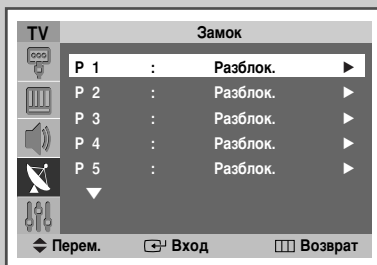 TV Замок
P 1 : Разблок. ►
P 2 : Разблок. ►
P 3 : Разблок. ►
P 4 : Разблок. ►
P 5 : Разблок. ►
▼
Перем. Вход Возврат